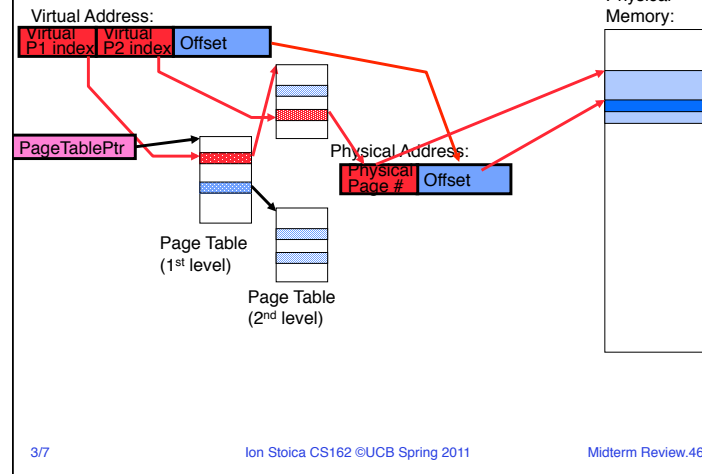 Physical
Virtual Address:
Memory:
Virtual
P1 index
Virtual
P2 index
Offset
PageTablePtr
Physical Address:
Physical
Page #
Offset
Page Table
(1st level)
Page Table
(2nd level)
3/7
Ion Stoica CS162 ©UCB Spring 2011
Midterm Review.46